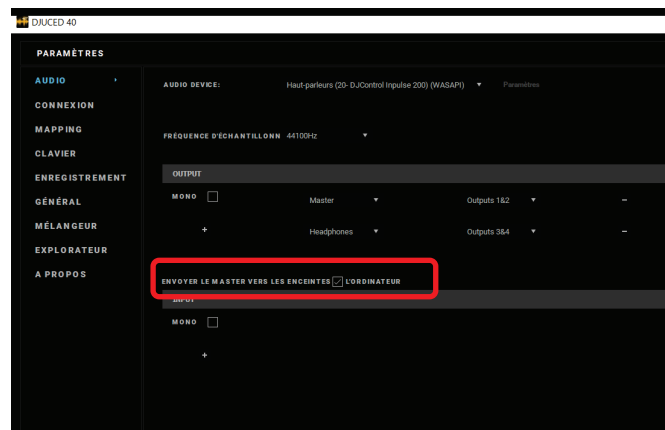 DJUCED 40
PARAMÈTRES
AUDIO
CONNEXION
MAPPING
CLAVIER
ENREGISTREMENT
GÉNÉRAL
MÉLANGEUR
EXPLORATEUR
A PROPOS
AUDIO DEVICE: Haut-parleurs (20- DJControl Inpulse 200) (WASAPI) Paramètres
FRÉQUENCE D'ÉCHANTILLONN 44100Hz
OUTPUT
MONO Master Outputs 1&2 –
+ Headphones Outputs 3&4 –
ENVOYER LE MASTER VERS LES ENCEINTES L'ORDINATEUR
INPUT
MONO
+